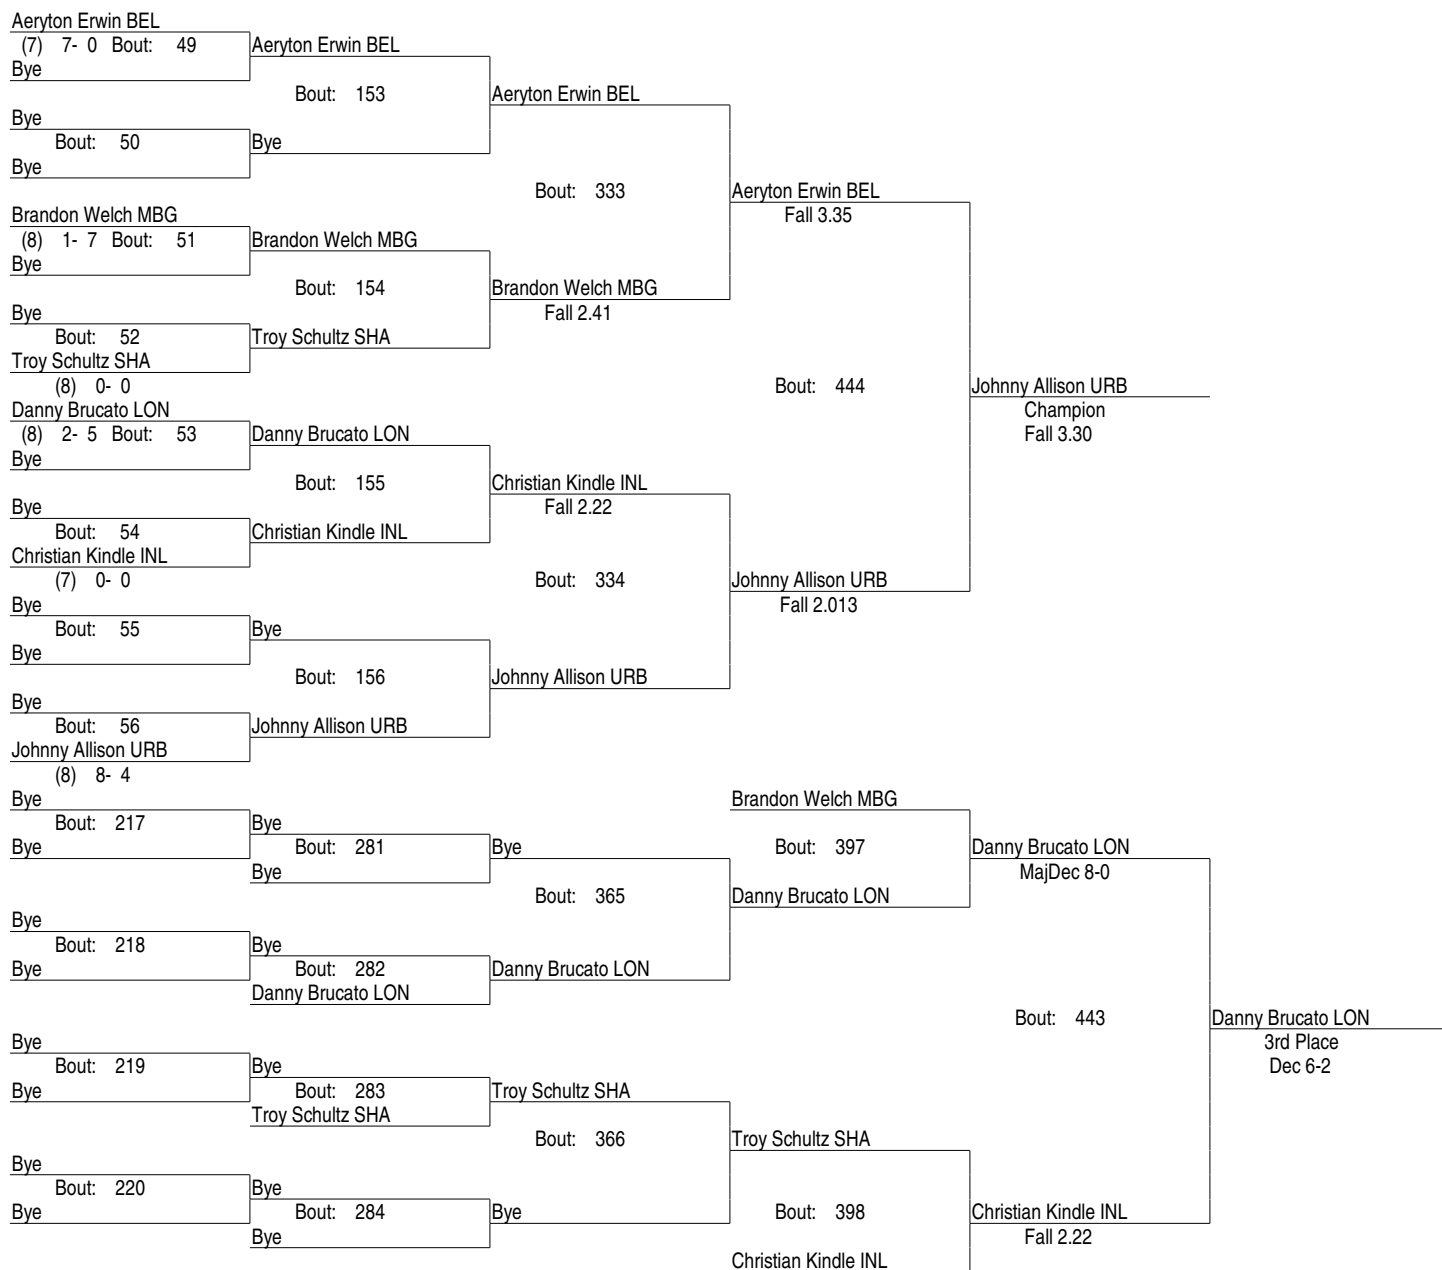 Aeryton Erwin BEL
(7) 7- 0 Bout: 49 Aeryton Erwin BEL
Bye
Bout: 153 Aeryton Erwin BEL
Bye
Bout: 50 Bye
Bye
Bout: 333 Aeryton Erwin BEL
Fall 3.35
Brandon Welch MBG
(8) 1- 7 Bout: 51 Brandon Welch MBG
Bye
Bout: 154 Brandon Welch MBG
Bye Fall 2.41
Bout: 52 Troy Schultz SHA
Troy Schultz SHA
(8) 0- 0 Bout: 444 Johnny Allison URB
Danny Brucato LON Champion
(8) 2- 5 Bout: 53 Danny Brucato LON Fall 3.30
Bye
Bout: 155 Christian Kindle INL
Bye Fall 2.22
Bout: 54 Christian Kindle INL
Christian Kindle INL
(7) 0- 0 Bout: 334 Johnny Allison URB
Bye Fall 2.013
Bout: 55 Bye
Bye
Bout: 156 Johnny Allison URB
Bye
Bout: 56 Johnny Allison URB
Johnny Allison URB
(8) 8- 4
Bye Brandon Welch MBG
Bout: 217 Bye
Bye Bout: 281 Bye Bout: 397 Danny Brucato LON
Bye MajDec 8-0
Bout: 365 Danny Brucato LON
Bye
Bout: 218 Bye
Bye Bout: 282 Danny Brucato LON
Danny Brucato LON
Bout: 443 Danny Brucato LON
Bye 3rd Place
Bout: 219 Bye Dec 6-2
Bye Bout: 283 Troy Schultz SHA
Troy Schultz SHA
Bout: 366 Troy Schultz SHA
Bye
Bout: 220 Bye
Bye Bout: 284 Bye Bout: 398 Christian Kindle INL
Bye Fall 2.22
Christian Kindle INL